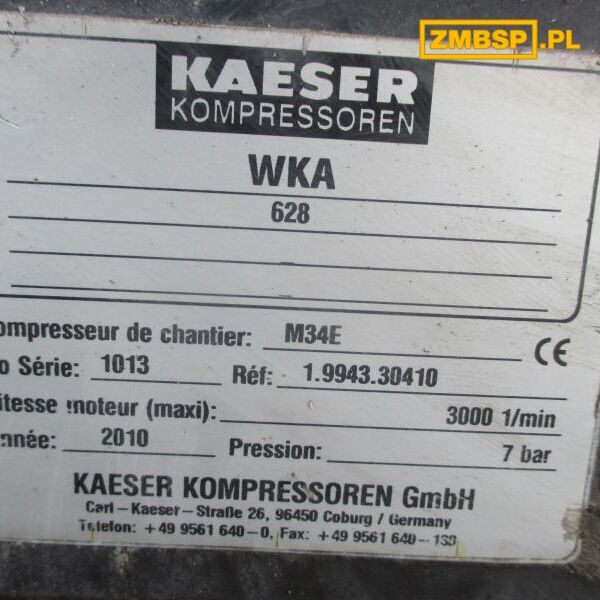 ZMBSP.PL
KAESER
KOMPRESSOREN
WKA
628
ompresseur de chantier: M34E
o Série: 1013 Réf: 1.9943.30410
itesse moteur (maxi): 3000 1/min
nnée: 2010 Pression: 7 bar
CE
KAESER KOMPRESSOREN GmbH
Carl - Kaeser - Straße 26, 96450 Coburg / Germany
Telefon: +49 9561 640-0, Fax: +49 9561 640-130